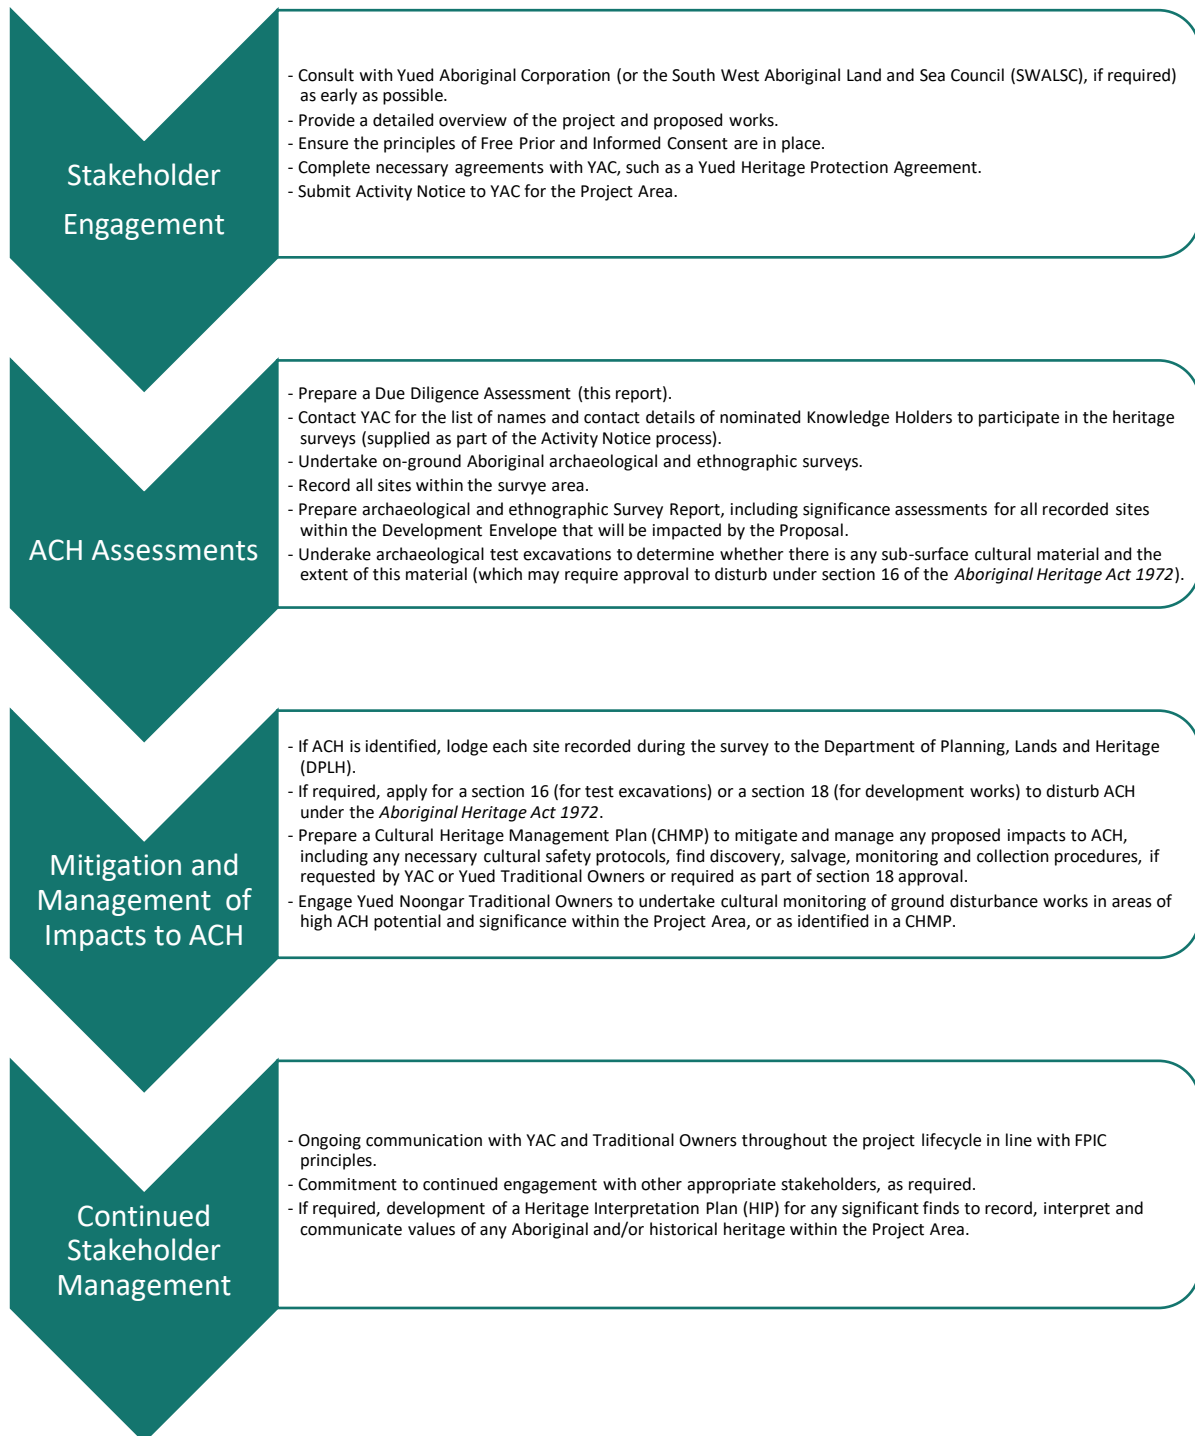 Stakeholder
Engagement
- Consult with Yued Aboriginal Corporation (or the South West Aboriginal Land and Sea Council (SWALSC), if required)
as early as possible.
- Provide a detailed overview of the project and proposed works.
- Ensure the principles of Free Prior and Informed Consent are in place.
- Complete necessary agreements with YAC, such as a Yued Heritage Protection Agreement.
- Submit Activity Notice to YAC for the Project Area.
ACH Assessments
- Prepare a Due Diligence Assessment (this report).
- Contact YAC for the list of names and contact details of nominated Knowledge Holders to participate in the heritage
surveys (supplied as part of the Activity Notice process).
- Undertake on-ground Aboriginal archaeological and ethnographic surveys.
- Record all sites within the survye area.
- Prepare archaeological and ethnographic Survey Report, including significance assessments for all recorded sites
within the Development Envelope that will be impacted by the Proposal.
- Underake archaeological test excavations to determine whether there is any sub-surface cultural material and the
extent of this material (which may require approval to disturb under section 16 of the Aboriginal Heritage Act 1972).
Mitigation and
Management of
Impacts to ACH
- If ACH is identified, lodge each site recorded during the survey to the Department of Planning, Lands and Heritage
(DPLH).
- If required, apply for a section 16 (for test excavations) or a section 18 (for development works) to disturb ACH
under the Aboriginal Heritage Act 1972.
- Prepare a Cultural Heritage Management Plan (CHMP) to mitigate and manage any proposed impacts to ACH,
including any necessary cultural safety protocols, find discovery, salvage, monitoring and collection procedures, if
requested by YAC or Yued Traditional Owners or required as part of section 18 approval.
- Engage Yued Noongar Traditional Owners to undertake cultural monitoring of ground disturbance works in areas of
high ACH potential and significance within the Project Area, or as identified in a CHMP.
Continued
Stakeholder
Management
- Ongoing communication with YAC and Traditional Owners throughout the project lifecycle in line with FPIC
principles.
- Commitment to continued engagement with other appropriate stakeholders, as required.
- If required, development of a Heritage Interpretation Plan (HIP) for any significant finds to record, interpret and
communicate values of any Aboriginal and/or historical heritage within the Project Area.